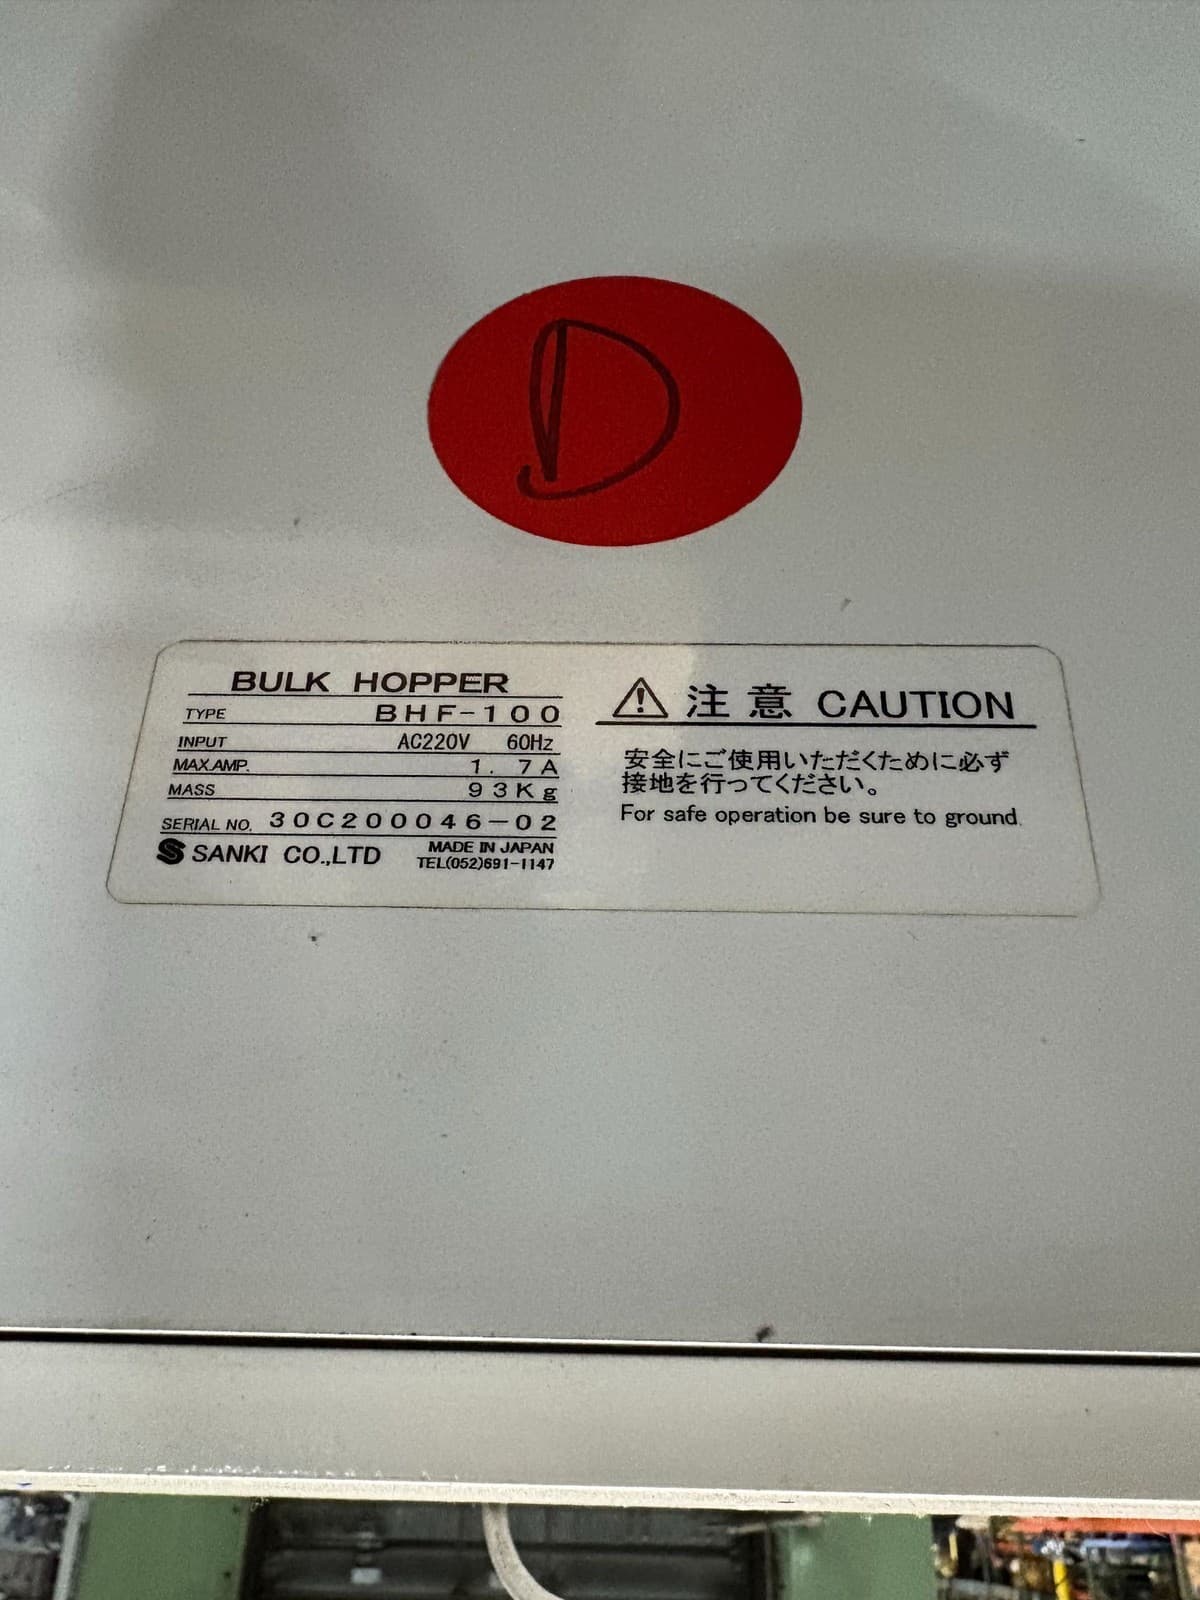 D
BULK HOPPER
TYPE BHF-100
INPUT AC220V 60Hz
MAX.AMP. 1.7A
MASS 93Kg
SERIAL NO. 30C200046-02
S SANKI CO.,LTD MADE IN JAPAN
TEL(052)691-1147
⚠ 注意 CAUTION
安全にご使用いただくために必ず
接地を行ってください。
For safe operation be sure to ground.